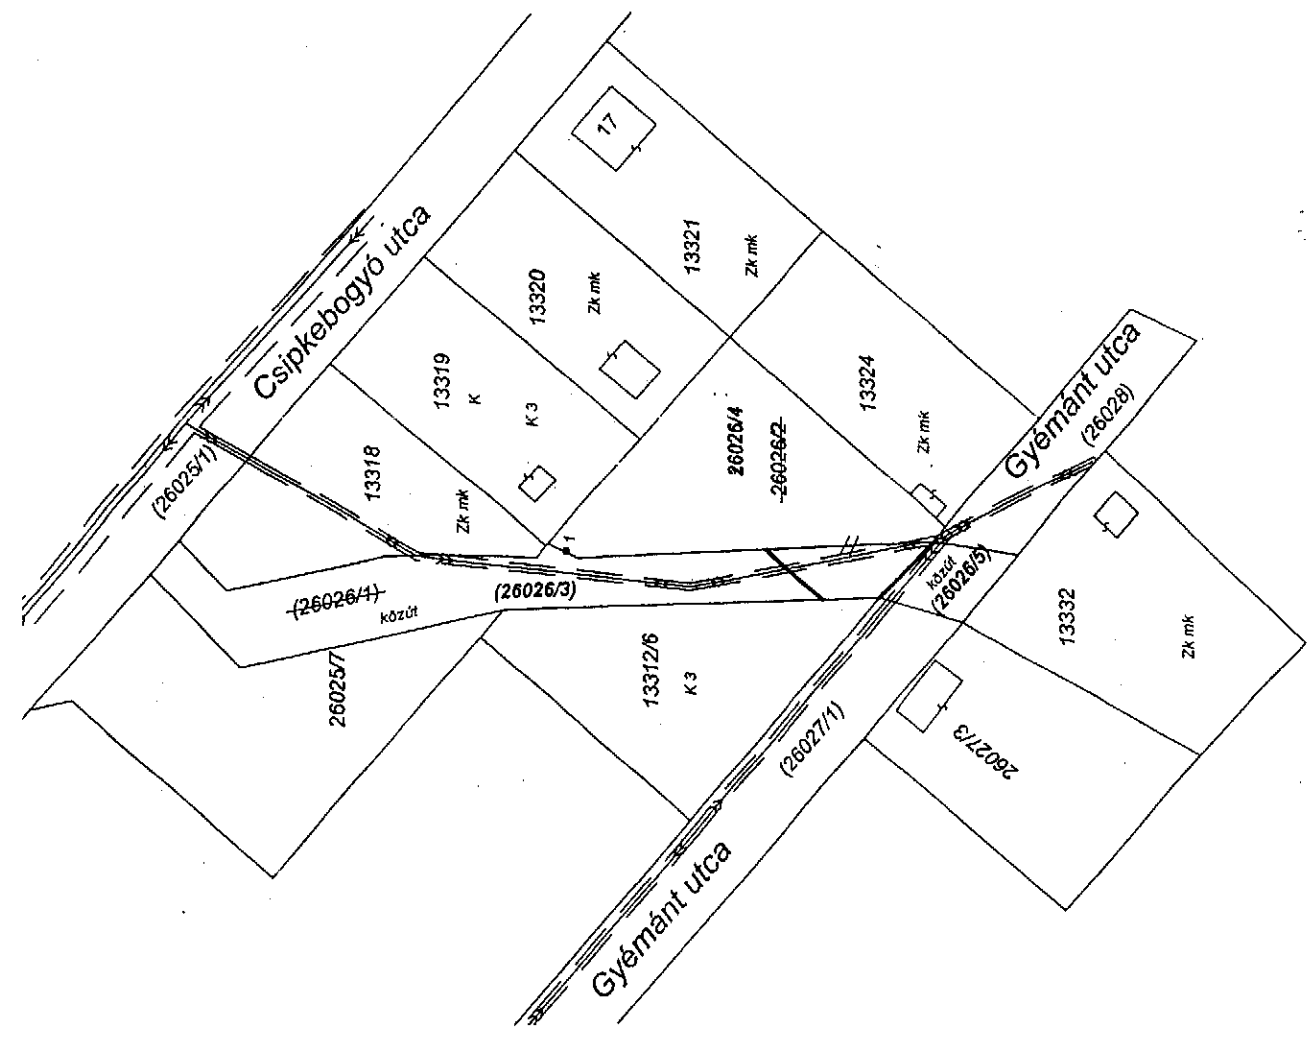 17
Csipkebogyó utca
(26025/1)
13321
Zk mk
13320
Zk mk
13319
K
K 3
13318
Zk mk
13324
Zk mk
26026/4
26026/2
Gyémánt utca
(26028)
1
(26026/1)
közút
(26026/3)
közút
(26026/5)
26025/7
13312/6
K 3
13332
Zk mk
(26027/1)
26027/3
Gyémánt utca